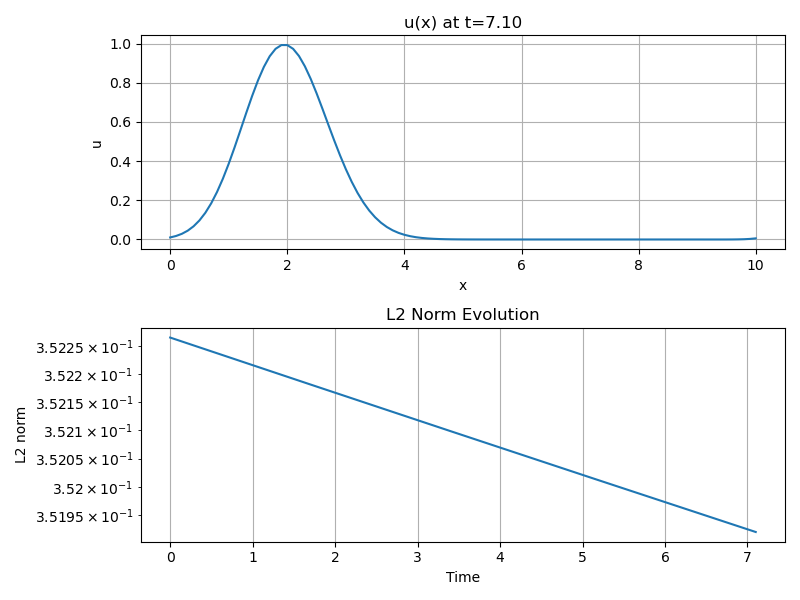 u(x) at t=7.10
u
1.0
0.8
0.6
0.4
0.2
0.0
0 2 4 6 8 10
x
L2 Norm Evolution
L2 norm
3.5225 × 10⁻¹
3.522 × 10⁻¹
3.5215 × 10⁻¹
3.521 × 10⁻¹
3.5205 × 10⁻¹
3.52 × 10⁻¹
3.5195 × 10⁻¹
0 1 2 3 4 5 6 7
Time